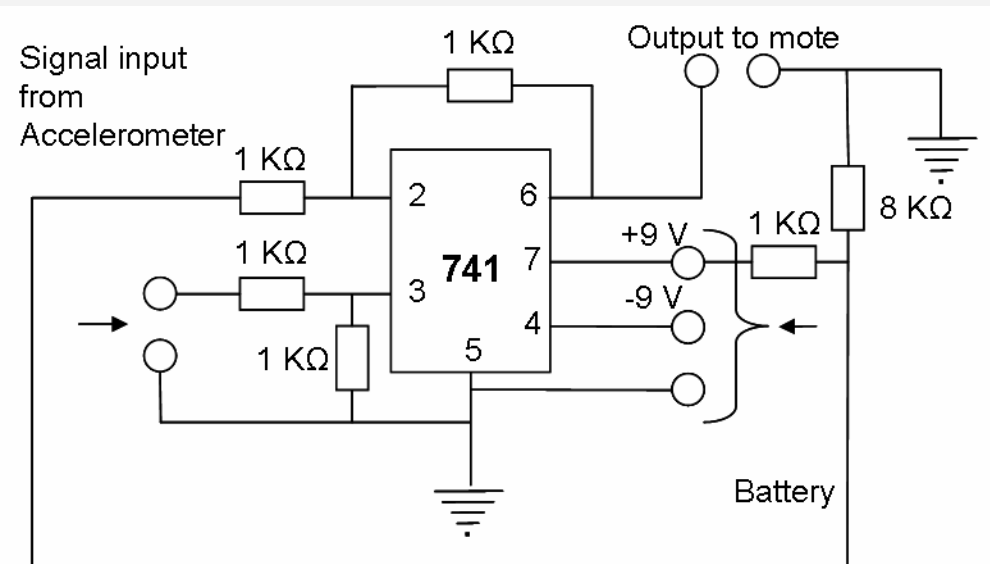 Signal input
from
Accelerometer
1 KΩ
Output to mote
1 KΩ
2
6
8 KΩ
1 KΩ
+9 V
1 KΩ
7
741
3
-9 V
4
5
1 KΩ
Battery